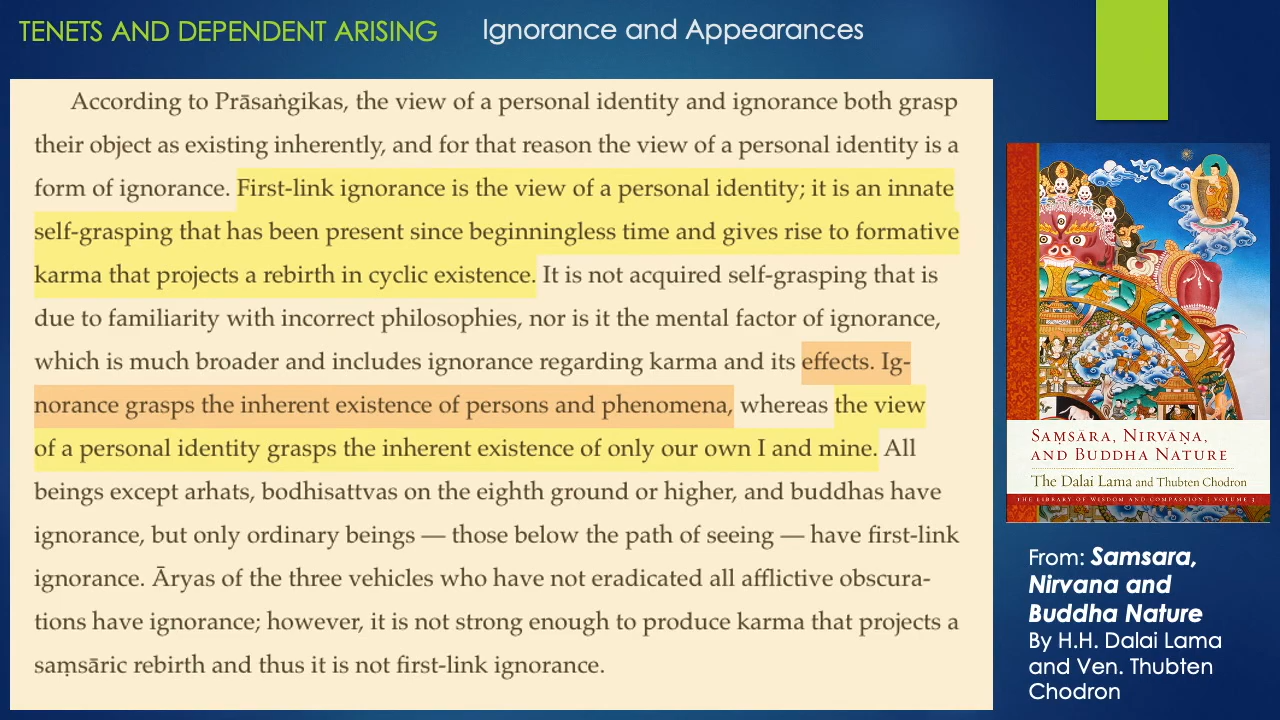 TENETS AND DEPENDENT ARISING
Ignorance and Appearances
According to Prāsaṅgikas, the view of a personal identity and ignorance both grasp
their object as existing inherently, and for that reason the view of a personal identity is a
form of ignorance. First-link ignorance is the view of a personal identity; it is an innate
self-grasping that has been present since beginningless time and gives rise to formative
karma that projects a rebirth in cyclic existence. It is not acquired self-grasping that is
due to familiarity with incorrect philosophies, nor is it the mental factor of ignorance,
which is much broader and includes ignorance regarding karma and its effects. Ig-
norance grasps the inherent existence of persons and phenomena, whereas the view
of a personal identity grasps the inherent existence of only our own I and mine. All
beings except arhats, bodhisattvas on the eighth ground or higher, and buddhas have
ignorance, but only ordinary beings — those below the path of seeing — have first-link
ignorance. Āryas of the three vehicles who have not eradicated all afflictive obscura-
tions have ignorance; however, it is not strong enough to produce karma that projects a
saṃsāric rebirth and thus it is not first-link ignorance.
SAṂSĀRA, NIRVĀṆA,
AND BUDDHA NATURE
The Dalai Lama and Thubten Chodron
THE LIBRARY OF WISDOM AND COMPASSION | VOLUME 3
From: Samsara,
Nirvana and
Buddha Nature
By H.H. Dalai Lama
and Ven. Thubten
Chodron